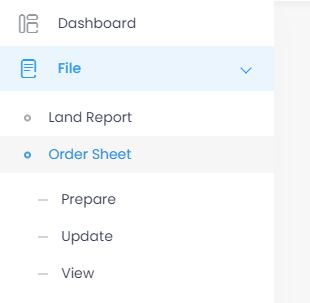 Dashboard
File
Land Report
Order Sheet
Prepare
Update
View